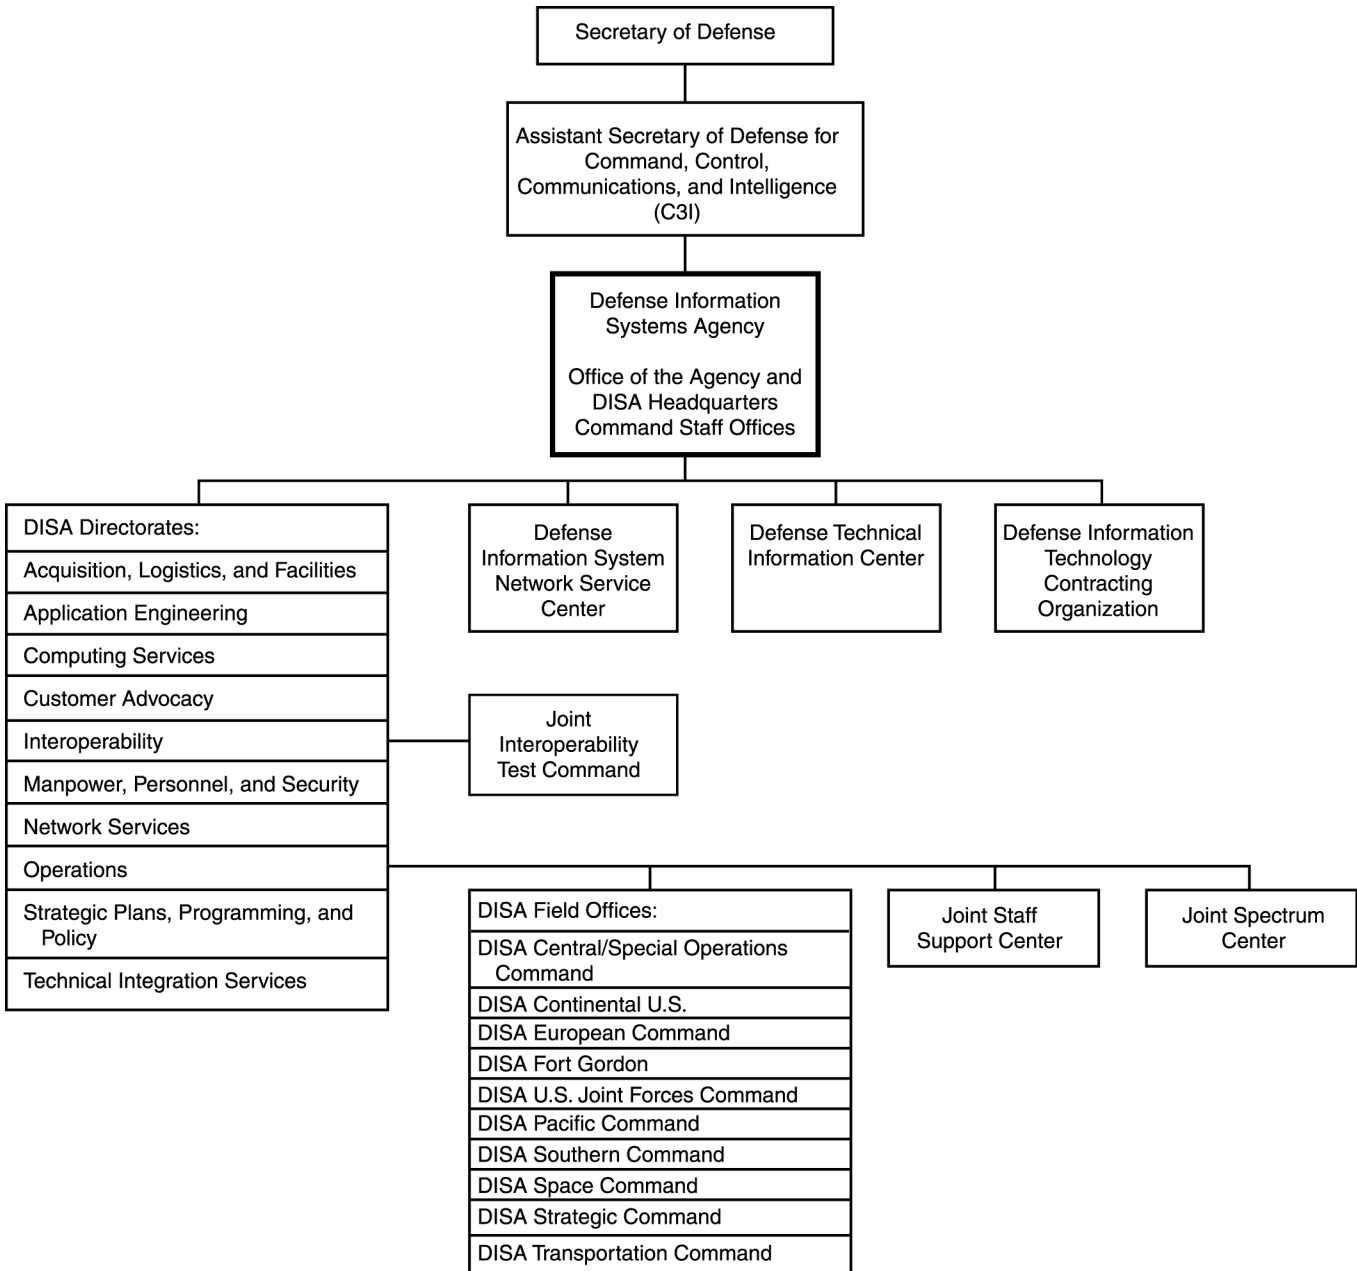 Secretary of Defense
Assistant Secretary of Defense for
Command, Control,
Communications, and Intelligence
(C3I)
Defense Information
Systems Agency
Office of the Agency and
DISA Headquarters
Command Staff Offices
DISA Directorates:
Acquisition, Logistics, and Facilities
Application Engineering
Computing Services
Customer Advocacy
Interoperability
Manpower, Personnel, and Security
Network Services
Operations
Strategic Plans, Programming, and
Policy
Technical Integration Services
Defense
Information System
Network Service
Center
Defense Technical
Information Center
Defense Information
Technology
Contracting
Organization
Joint
Interoperability
Test Command
DISA Field Offices:
DISA Central/Special Operations
Command
DISA Continental U.S.
DISA European Command
DISA Fort Gordon
DISA U.S. Joint Forces Command
DISA Pacific Command
DISA Southern Command
DISA Space Command
DISA Strategic Command
DISA Transportation Command
Joint Staff
Support Center
Joint Spectrum
Center